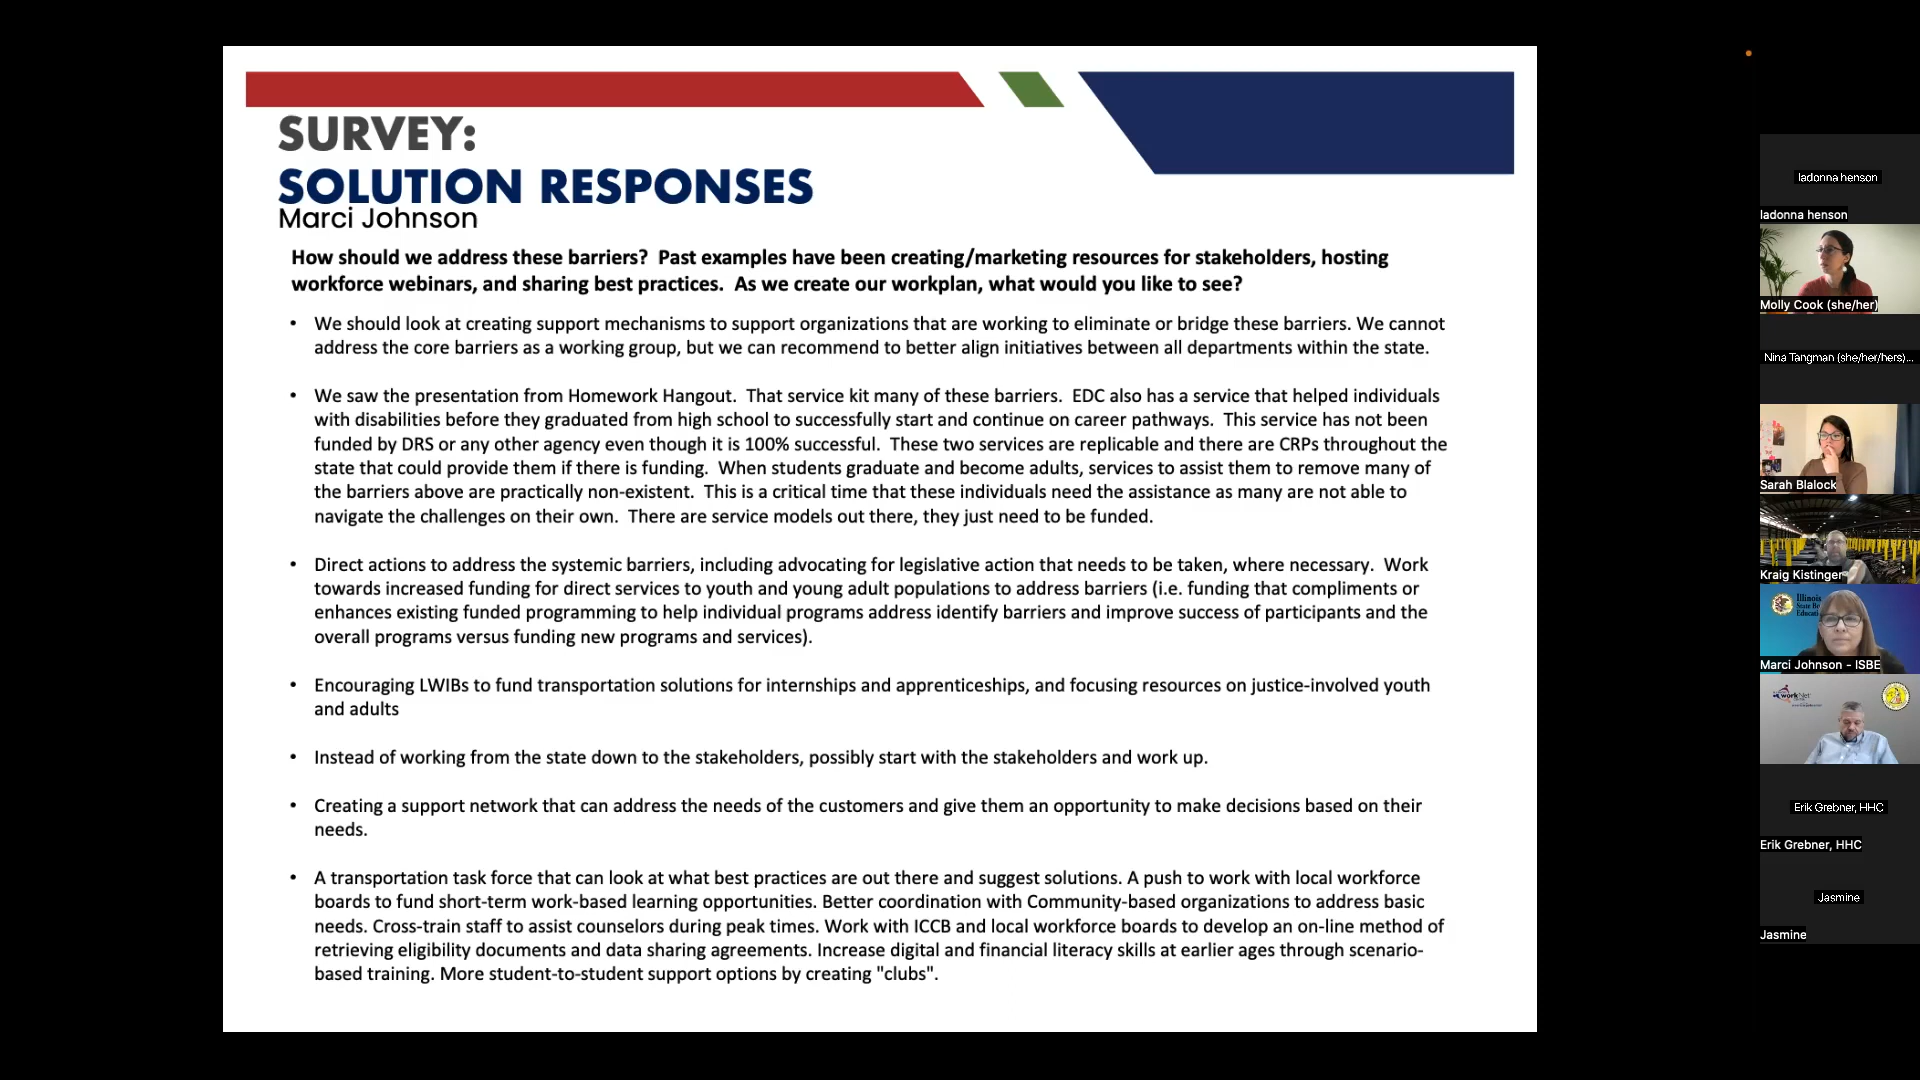 SURVEY:
SOLUTION RESPONSES
Marci Johnson
How should we address these barriers?  Past examples have been creating/marketing resources for stakeholders, hosting
workforce webinars, and sharing best practices.  As we create our workplan, what would you like to see?
• We should look at creating support mechanisms to support organizations that are working to eliminate or bridge these barriers. We cannot
address the core barriers as a working group, but we can recommend to better align initiatives between all departments within the state.
• We saw the presentation from Homework Hangout.  That service kit many of these barriers.  EDC also has a service that helped individuals
with disabilities before they graduated from high school to successfully start and continue on career pathways.  This service has not been
funded by DRS or any other agency even though it is 100% successful.  These two services are replicable and there are CRPs throughout the
state that could provide them if there is funding.  When students graduate and become adults, services to assist them to remove many of
the barriers above are practically non-existent.  This is a critical time that these individuals need the assistance as many are not able to
navigate the challenges on their own.  There are service models out there, they just need to be funded.
• Direct actions to address the systemic barriers, including advocating for legislative action that needs to be taken, where necessary.  Work
towards increased funding for direct services to youth and young adult populations to address barriers (i.e. funding that compliments or
enhances existing funded programming to help individual programs address identify barriers and improve success of participants and the
overall programs versus funding new programs and services).
• Encouraging LWIBs to fund transportation solutions for internships and apprenticeships, and focusing resources on justice-involved youth
and adults
• Instead of working from the state down to the stakeholders, possibly start with the stakeholders and work up.
• Creating a support network that can address the needs of the customers and give them an opportunity to make decisions based on their
needs.
• A transportation task force that can look at what best practices are out there and suggest solutions. A push to work with local workforce
boards to fund short-term work-based learning opportunities. Better coordination with Community-based organizations to address basic
needs. Cross-train staff to assist counselors during peak times. Work with ICCB and local workforce boards to develop an on-line method of
retrieving eligibility documents and data sharing agreements. Increase digital and financial literacy skills at earlier ages through scenario-
based training. More student-to-student support options by creating "clubs".
ladonna henson
ladonna henson
Molly Cook (she/her)
Nina Tangman (she/her/hers)...
Sarah Blalock
Kraig Kistinger
Illinois
State Bo
Educati
Marci Johnson - ISBE
workNet
Erik Grebner, HHC
Erik Grebner, HHC
Jasmine
Jasmine